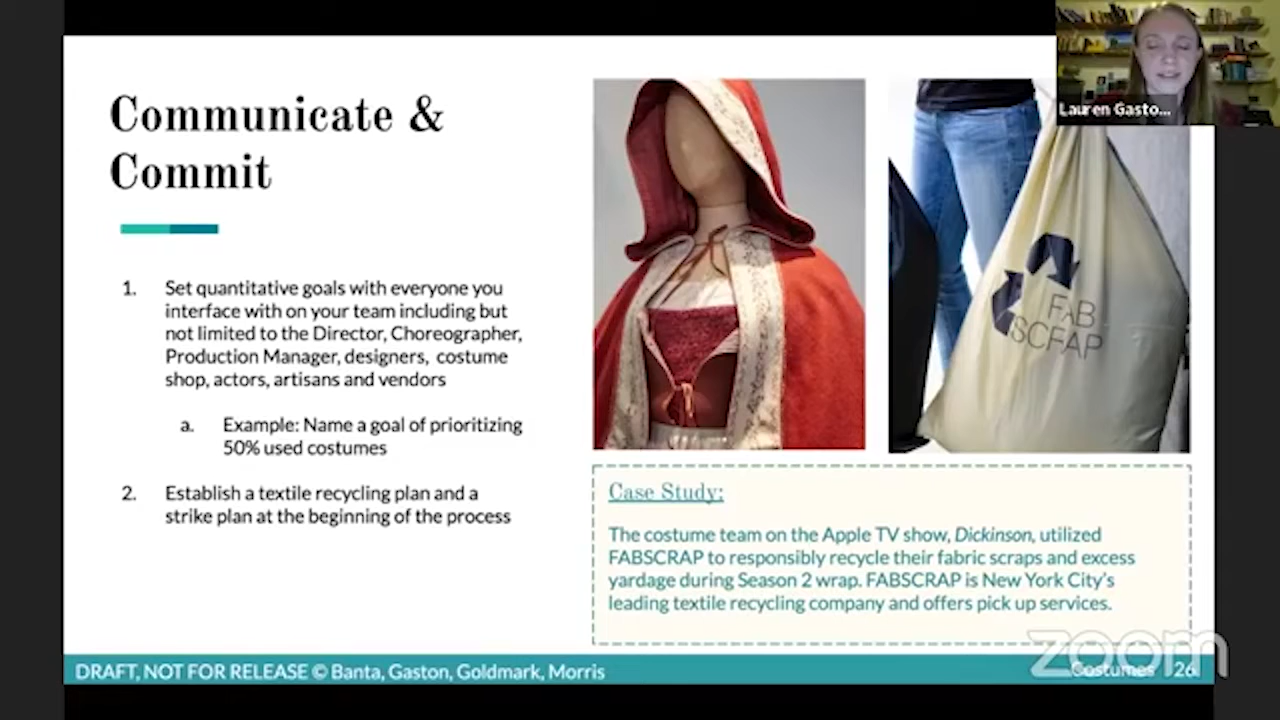 Communicate &
Commit
1. Set quantitative goals with everyone you
interface with on your team including but
not limited to the Director, Choreographer,
Production Manager, designers, costume
shop, actors, artisans and vendors
a. Example: Name a goal of prioritizing
50% used costumes
2. Establish a textile recycling plan and a
strike plan at the beginning of the process
Lauren Gasto...
FAB
SCRAP
Case Study:
The costume team on the Apple TV show, Dickinson, utilized
FABSCRAP to responsibly recycle their fabric scraps and excess
yardage during Season 2 wrap. FABSCRAP is New York City's
leading textile recycling company and offers pick up services.
DRAFT, NOT FOR RELEASE © Banta, Gaston, Goldmark, Morris
Costumes 26
zoom